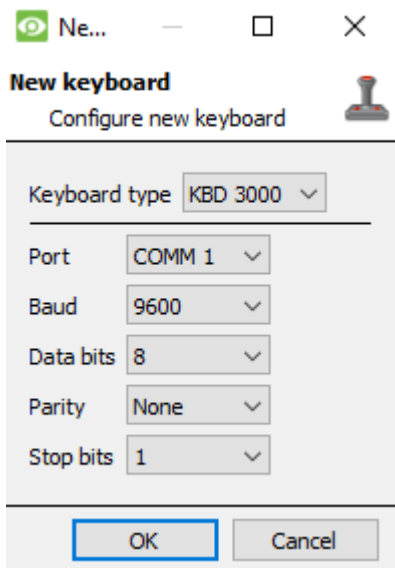 Ne...
New keyboard
Configure new keyboard
Keyboard type KBD 3000
Port COMM 1
Baud 9600
Data bits 8
Parity None
Stop bits 1
OK Cancel